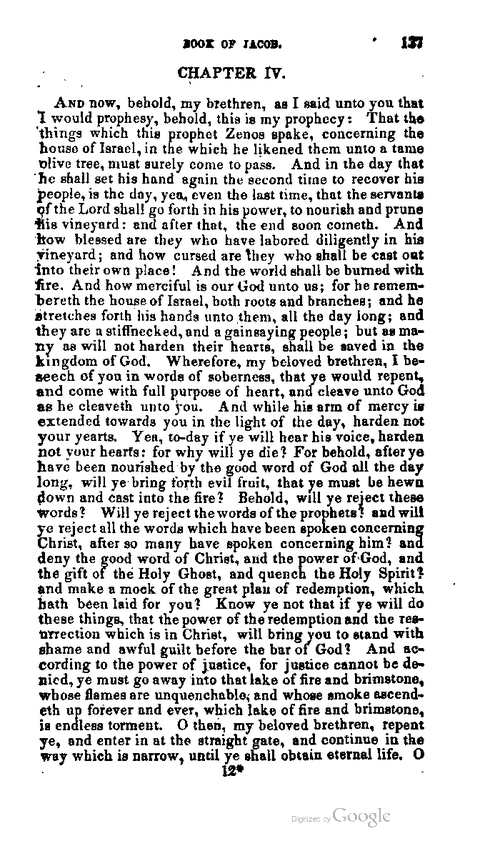 BOOK OF JACOB. 137
CHAPTER IV.
AND now, behold, my brethren, as I said unto you that
I would prophesy, behold, this is my prophecy: That the
things which this prophet Zenos spake, concerning the
house of Israel, in the which he likened them unto a tame
olive tree, must surely come to pass. And in the day that
he shall set his hand again the second time to recover his
people, is the day, yea, even the last time, that the servants
of the Lord shall go forth in his power, to nourish and prune
his vineyard: and after that, the end soon cometh. And
how blessed are they who have labored diligently in his
vineyard; and how cursed are they who shall be cast out
into their own place! And the world shall be burned with
fire. And how merciful is our God unto us; for he remem-
bereth the house of Israel, both roots and branches; and he
stretches forth his hands unto them, all the day long; and
they are a stiffnecked, and a gainsaying people; but as ma-
ny as will not harden their hearts, shall be saved in the
kingdom of God. Wherefore, my beloved brethren, I be-
seech of you in words of soberness, that ye would repent,
and come with full purpose of heart, and cleave unto God
as he cleaveth unto you. And while his arm of mercy is
extended towards you in the light of the day, harden not
your yearts. Yea, to-day if ye will hear his voice, harden
not your hearts: for why will ye die? For behold, after ye
have been nourished by the good word of God all the day
long, will ye bring forth evil fruit, that ye must be hewn
down and cast into the fire? Behold, will ye reject these
words? Will ye reject the words of the prophets? and will
ye reject all the words which have been spoken concerning
Christ, after so many have spoken concerning him? and
deny the good word of Christ, and the power of God, and
the gift of the Holy Ghost, and quench the Holy Spirit?
and make a mock of the great plan of redemption, which
hath been laid for you? Know ye not that if ye will do
these things, that the power of the redemption and the res-
urrection which is in Christ, will bring you to stand with
shame and awful guilt before the bar of God? And ac-
cording to the power of justice, for justice cannot be de-
nied, ye must go away into that lake of fire and brimstone,
whose flames are unquenchable, and whose smoke ascend-
eth up forever and ever, which lake of fire and brimstone,
is endless torment. O then, my beloved brethren, repent
ye, and enter in at the straight gate, and continue in the
way which is narrow, until ye shall obtain eternal life. O
12*
Digitized by Google